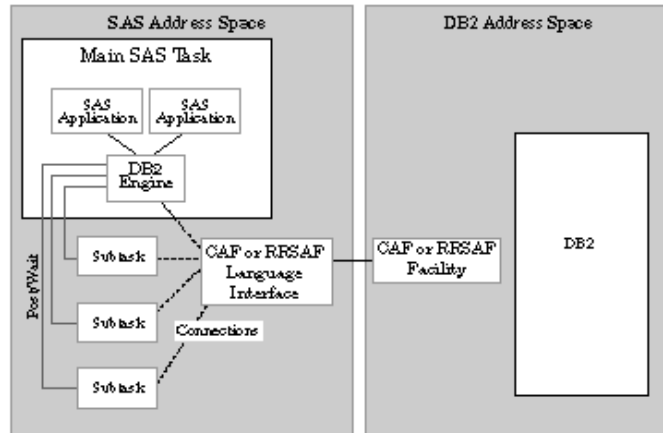 SAS Address Space
DB2 Address Space
Main SAS Task
SAS
Application
SAS
Application
DB2
Engine
Post/Wait
Subtask
Subtask
Subtask
CAF or RRSAF
Language
Interface
Connections
CAF or RRSAF
Facility
DB2